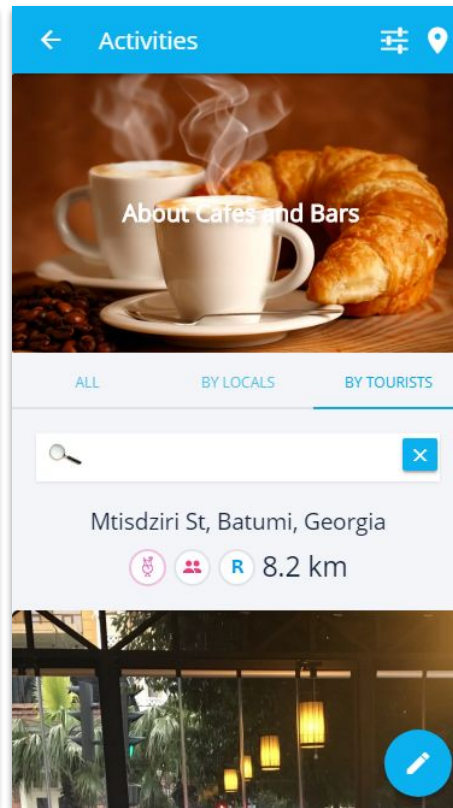 Activities
About Cafes and Bars
ALL
BY LOCALS
BY TOURISTS
Mtisdziri St, Batumi, Georgia
R 8.2 km